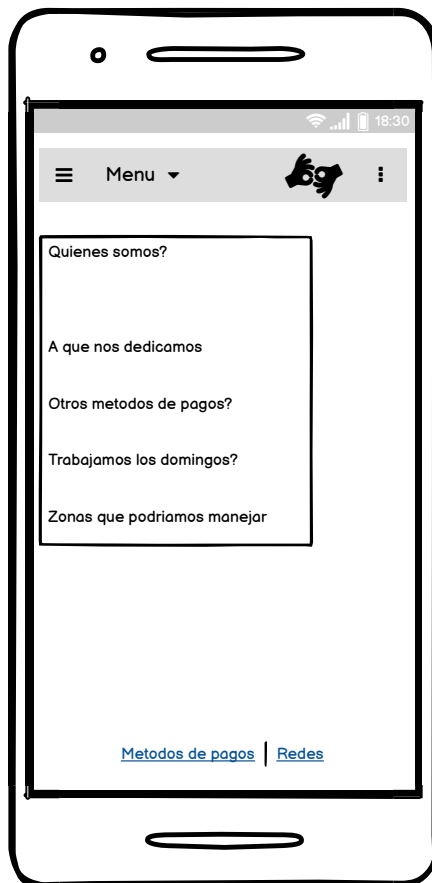 18:30
Menu
Quienes somos?
A que nos dedicamos
Otros metodos de pagos?
Trabajamos los domingos?
Zonas que podriamos manejar
Metodos de pagos | Redes